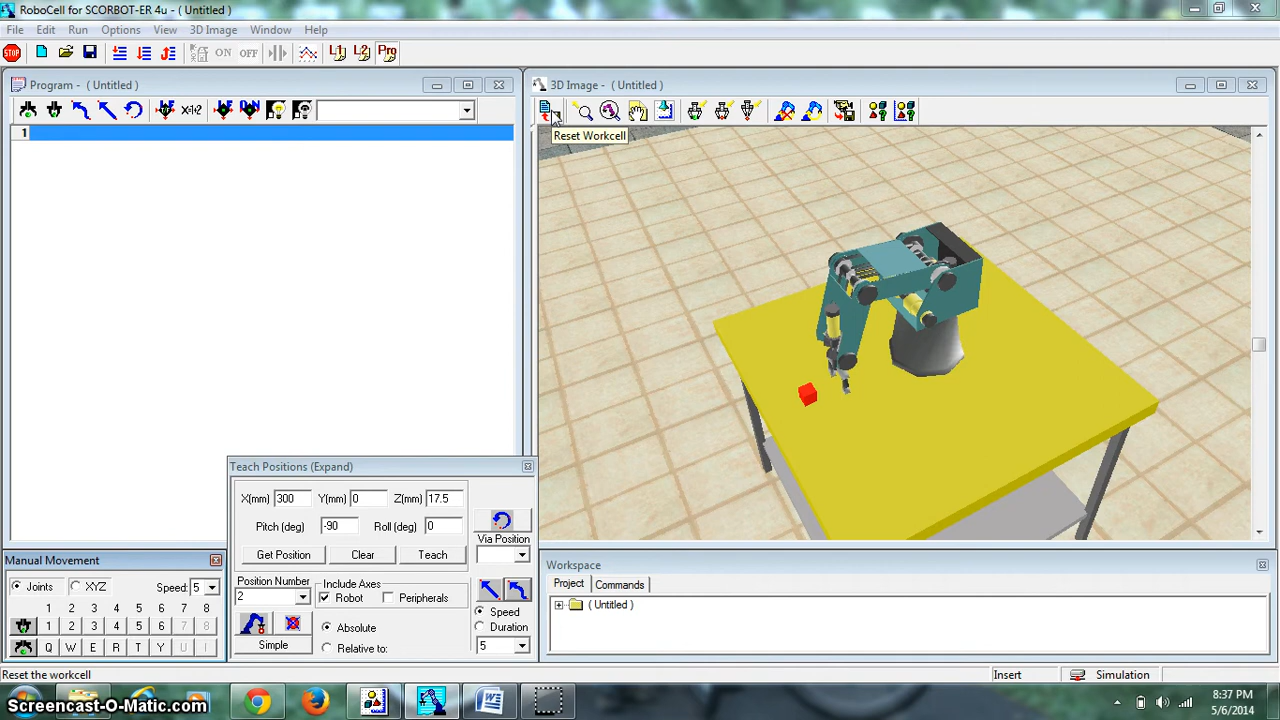 RoboCell for SCORBOT-ER 4u - ( Untitled )
File Edit Run Options View 3D Image Window Help
STOP ON OFF L1 L2 Prg
Program - ( Untitled )
3D Image - ( Untitled )
Reset Workcell
1
Teach Positions (Expand)
X(mm) 300 Y(mm) 0 Z(mm) 17.5
Pitch (deg) -90 Roll (deg) 0
Get Position Clear Teach
Via Position
Position Number
2
Include Axes
Robot Peripherals
Simple
Absolute
Relative to:
Speed
Duration
5
Manual Movement
Joints XYZ Speed: 5
1 2 3 4 5 6 7 8
1 2 3 4 5 6 7 8
Q W E R T Y U I
Workspace
Project Commands
( Untitled )
Reset the workcell
Insert Simulation
Screencast-O-Matic.com
8:37 PM
5/6/2014